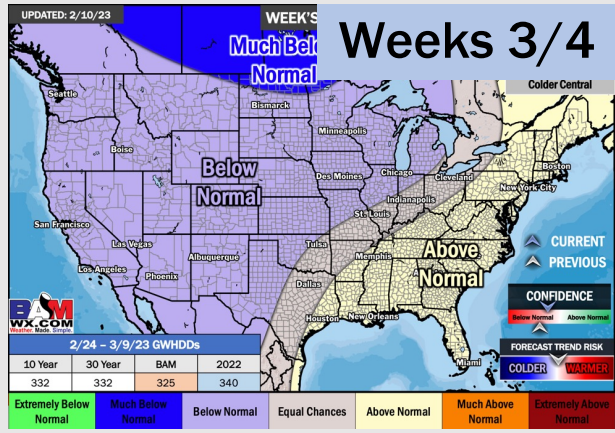 UPDATED: 2/10/23
WEEK'S
Weeks 3/4
Much Bel
Normal
Colder Central
Seattle
Bismarck
Minneapolis
Boise
Below
Normal
Des Moines
Chicago
Cleveland
Boston
New York City
Indianapolis
St. Louis
San Francisco
Las Vegas
Los Angeles
Phoenix
Albuquerque
Tulsa
Memphis
Above
Normal
Dallas
Houston
New Orleans
Miami
CURRENT
PREVIOUS
CONFIDENCE
Below Normal Above Normal
FORECAST TREND RISK
COLDER WARMER
BAM
WX.COM
Weather. Made. Simple.
2/24 – 3/9/23 GWHDDs
10 Year 30 Year BAM 2022
332 332 325 340
Extremely Below Normal
Much Below Normal
Below Normal
Equal Chances
Above Normal
Much Above Normal
Extremely Above Normal